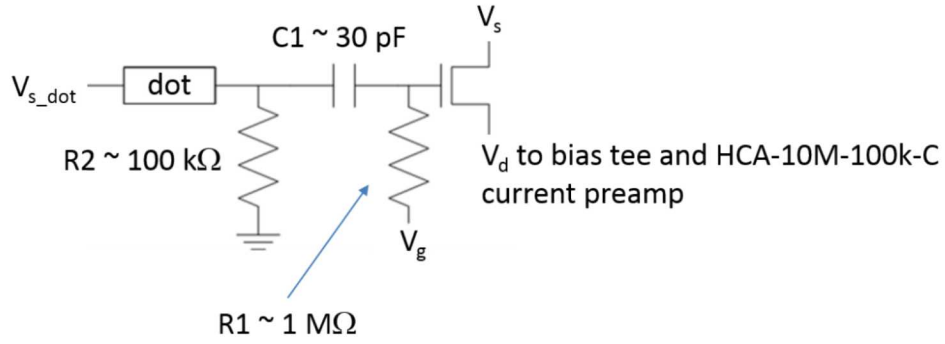 V_s
C1 ~ 30 pF
V_s_dot
dot
R2 ~ 100 kΩ
V_d to bias tee and HCA-10M-100k-C
current preamp
V_g
R1 ~ 1 MΩ